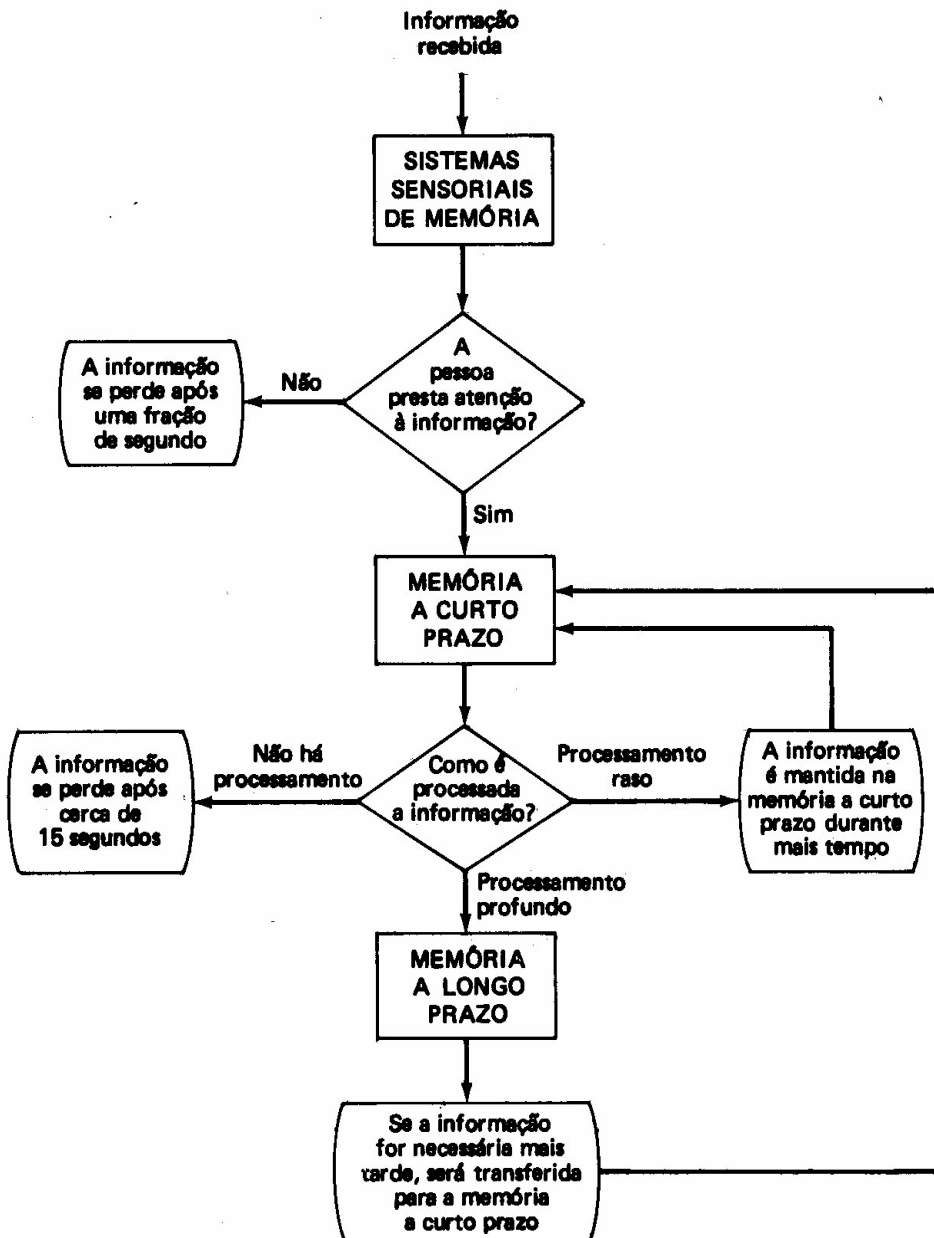 Informação
recebida
SISTEMAS
SENSORIAIS
DE MEMÓRIA
A
pessoa
presta atenção
à informação?
Não
A informação
se perde após
uma fração
de segundo
Sim
MEMÓRIA
A CURTO
PRAZO
Como é
processada
a informação?
Não há
processamento
A informação
se perde após
cerca de
15 segundos
Processamento
raso
A informação
é mantida na
memória a curto
prazo durante
mais tempo
Processamento
profundo
MEMÓRIA
A LONGO
PRAZO
Se a informação
for necessária mais
tarde, será transferida
para a memória
a curto prazo